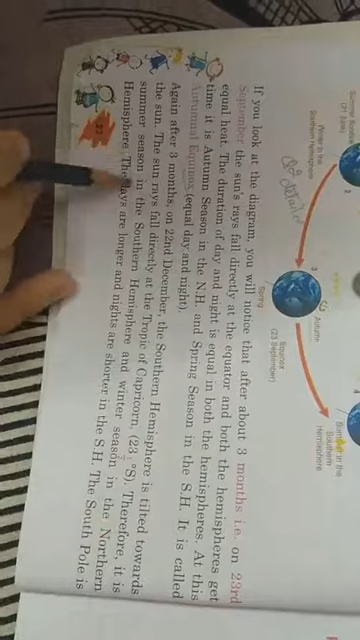 Summer Solstice
(21 June)
Winter in the
Southern Hemisphere
2
3
Spring
Autumn
Equinox
(23 September)
4
Summer in the
Southern
Hemisphere
If you look at the diagram, you will notice that after about 3 months i.e. on 23rd
September the sun's rays fall directly at the equator and both the hemispheres get
equal heat. The duration of day and night is equal in both the hemispheres. At this
time it is Autumn Season in the N.H. and Spring Season in the S.H. It is called
Autumnal Equinox (equal day and night).
Again after 3 months, on 22nd December, the Southern Hemisphere is tilted towards
the sun. The sun rays fall directly at the Tropic of Capricorn, Therefore, it is
summer season in the Southern Hemisphere and winter season in the Northern
Hemisphere. The days are longer and nights are shorter in the S.H. The South Pole is
22